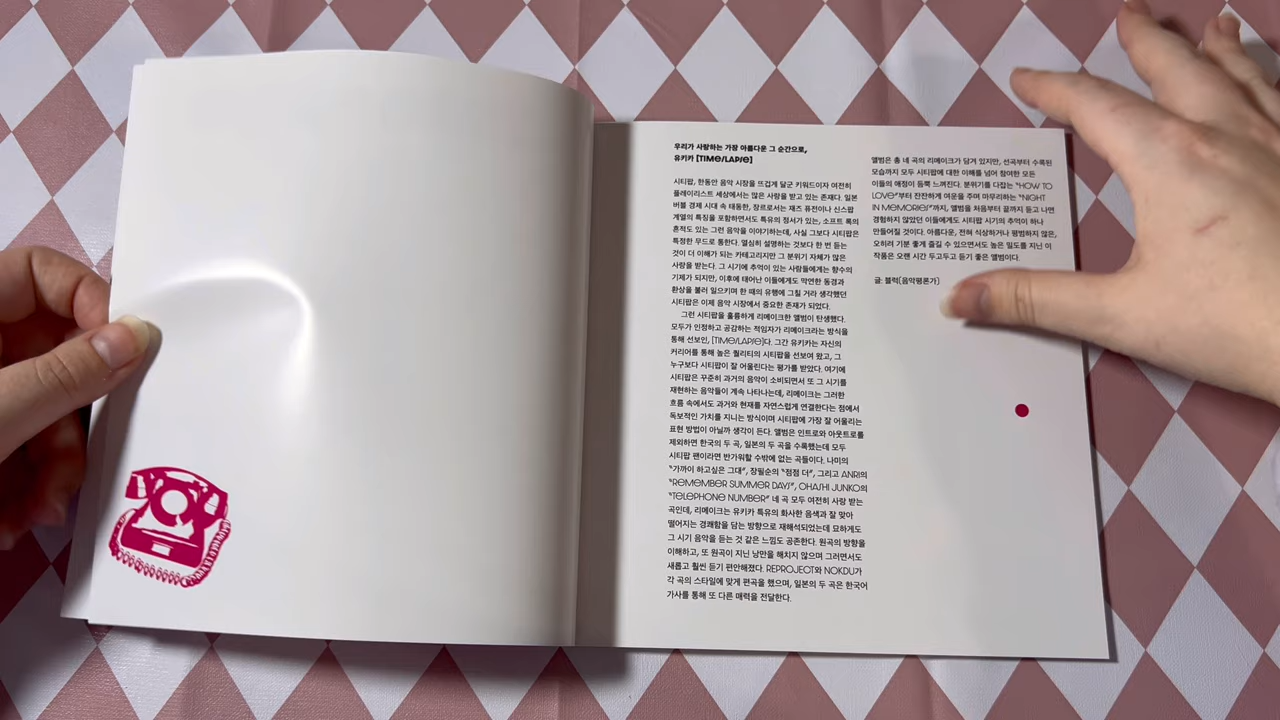 우리가 사랑하는 가장 아름다운 그 순간으로,
유키카 [TIME/LAPSE]
시티팝, 한동안 음악 시장을 뜨겁게 달군 키워드이자 여전히
플레이리스트 세상에서는 많은 사랑을 받고 있는 존재다. 일본
버블 경제 시대 속 태동한, 장르로서는 재즈 퓨전이나 신스팝
계열의 특징을 포함하면서도 특유의 정서가 있는, 소프트 록의
흔적도 있는 그런 음악을 이야기하는데, 사실 그보다 시티팝은
특정한 무드로 통한다. 열심히 설명하는 것보다 한 번 듣는
것이 더 이해가 되는 카테고리지만 그 분위기 자체가 많은
사랑을 받는다. 그 시기에 추억이 있는 사람들에게는 향수의
기제가 되지만, 이후에 태어난 이들에게도 막연한 동경과
환상을 불러 일으키며 한 때의 유행에 그칠 거라 생각했던
시티팝은 이제 음악 시장에서 중요한 존재가 되었다.
그런 시티팝을 훌륭하게 리메이크한 앨범이 탄생했다.
모두가 인정하고 공감하는 적임자가 리메이크라는 방식을
통해 선보인, [TIME/LAPSE]다. 그간 유키카는 자신의
커리어를 통해 높은 퀄리티의 시티팝을 선보여 왔고, 그
누구보다 시티팝이 잘 어울린다는 평가를 받았다. 여기에
시티팝은 꾸준히 과거의 음악이 소비되면서 또 그 시기를
재현하는 음악들이 계속 나타나는데, 리메이크는 그러한
흐름 속에서도 과거와 현재를 자연스럽게 연결한다는 점에서
독보적인 가치를 지니는 방식이며 시티팝에 가장 잘 어울리는
표현 방법이 아닐까 생각이 든다. 앨범은 인트로와 아웃트로를
제외하면 한국의 두 곡, 일본의 두 곡을 수록했는데 모두
시티팝 팬이라면 반가워할 수밖에 없는 곡들이다. 나미의
“가까이 하고싶은 그대”, 장필순의 “점점 더”, 그리고 ANRI의
“REMEMBER SUMMER DAYS”, OHASHI JUNKO의
“TELEPHONE NUMBER” 네 곡 모두 여전히 사랑 받는
곡인데, 리메이크는 유키카 특유의 화사한 음색과 잘 맞아
떨어지는 경쾌함을 담는 방향으로 재해석되었는데 묘하게도
그 시기 음악을 듣는 것 같은 느낌도 공존한다. 원곡의 방향을
이해하고, 또 원곡이 지닌 낭만을 해치지 않으며 그러면서도
새롭고 훨씬 듣기 편안해졌다. REPROJECT와 NOKDU가
각 곡의 스타일에 맞게 편곡을 했으며, 일본의 두 곡은 한국어
가사를 통해 또 다른 매력을 전달한다.
앨범은 총 네 곡의 리메이크가 담겨 있지만, 선곡부터 수록된
모습까지 모두 시티팝에 대한 이해를 넘어 참여한 모든
이들의 애정이 듬뿍 느껴진다. 분위기를 다잡는 “HOW TO
LOVE”부터 잔잔하게 여운을 주며 마무리하는 “NIGHT
IN MEMORIES”까지, 앨범을 처음부터 끝까지 듣고 나면
경험하지 않았던 이들에게도 시티팝 시기의 추억이 하나
만들어질 것이다. 아름다운, 전혀 식상하거나 평범하지 않은,
오히려 기분 좋게 즐길 수 있으면서도 높은 밀도를 지닌 이
작품은 오랜 시간 두고두고 듣기 좋은 앨범이다.
글: 블럭(음악평론가)